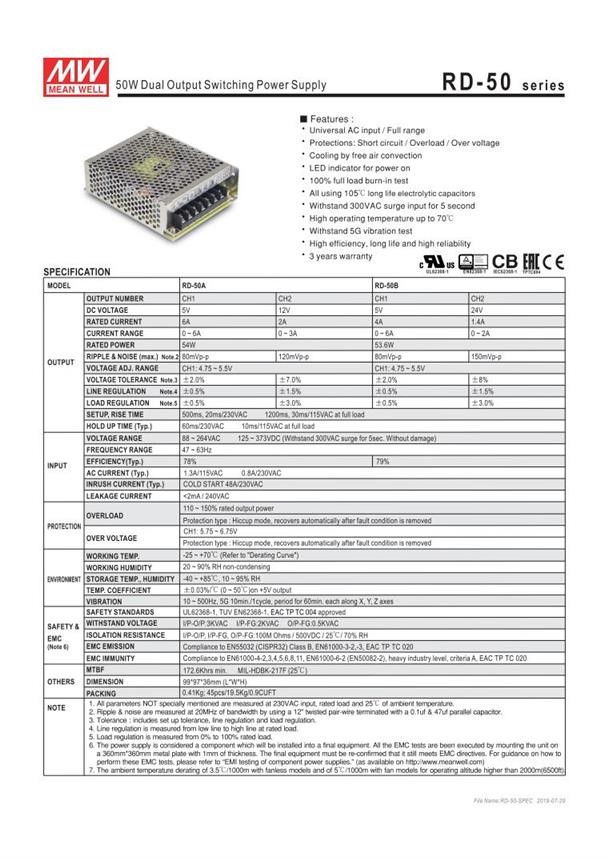 MW
MEAN WELL
50W Dual Output Switching Power Supply
RD-50 series
■ Features :
· Universal AC input / Full range
· Protections: Short circuit / Overload / Over voltage
· Cooling by free air convection
· LED indicator for power on
· 100% full load burn-in test
· All using 105℃ long life electrolytic capacitors
· Withstand 300VAC surge input for 5 second
· High operating temperature up to 70℃
· Withstand 5G vibration test
· High efficiency, long life and high reliability
· 3 years warranty
c UL US CB EAC CE
UL62368-1 EN62368-1 IEC62368-1 TPTC004
SPECIFICATION
MODEL RD-50A RD-50B
OUTPUT
OUTPUT NUMBER CH1 CH2 CH1 CH2
DC VOLTAGE 5V 12V 5V 24V
RATED CURRENT 6A 2A 4A 1.4A
CURRENT RANGE 0 ~ 6A 0 ~ 3A 0 ~ 6A 0 ~ 2A
RATED POWER 54W 53.6W
RIPPLE & NOISE (max.) Note.2 80mVp-p 120mVp-p 80mVp-p 150mVp-p
VOLTAGE ADJ. RANGE CH1: 4.75 ~ 5.5V CH1: 4.75 ~ 5.5V
VOLTAGE TOLERANCE Note.3 ±2.0% ±7.0% ±2.0% ±8%
LINE REGULATION Note.4 ±0.5% ±1.5% ±0.5% ±1.5%
LOAD REGULATION Note.5 ±0.5% ±3.0% ±0.5% ±3.0%
SETUP, RISE TIME 500ms, 20ms/230VAC 1200ms, 30ms/115VAC at full load
HOLD UP TIME (Typ.) 60ms/230VAC 10ms/115VAC at full load
INPUT
VOLTAGE RANGE 88 ~ 264VAC 125 ~ 373VDC (Withstand 300VAC surge for 5sec. Without damage)
FREQUENCY RANGE 47 ~ 63Hz
EFFICIENCY(Typ.) 78% 79%
AC CURRENT (Typ.) 1.3A/115VAC 0.8A/230VAC
INRUSH CURRENT (Typ.) COLD START 48A/230VAC
LEAKAGE CURRENT <2mA / 240VAC
PROTECTION
OVERLOAD 110 ~ 150% rated output power
Protection type : Hiccup mode, recovers automatically after fault condition is removed
OVER VOLTAGE CH1: 5.75 ~ 6.75V
Protection type : Hiccup mode, recovers automatically after fault condition is removed
ENVIRONMENT
WORKING TEMP. -25 ~ +70℃ (Refer to "Derating Curve")
WORKING HUMIDITY 20 ~ 90% RH non-condensing
STORAGE TEMP., HUMIDITY -40 ~ +85℃, 10 ~ 95% RH
TEMP. COEFFICIENT ±0.03%/℃ (0 ~ 50℃)on +5V output
VIBRATION 10 ~ 500Hz, 5G 10min./1cycle, period for 60min. each along X, Y, Z axes
SAFETY &
EMC
(Note 6)
SAFETY STANDARDS UL62368-1, TUV EN62368-1. EAC TP TC 004 approved
WITHSTAND VOLTAGE I/P-O/P:3KVAC I/P-FG:2KVAC O/P-FG:0.5KVAC
ISOLATION RESISTANCE I/P-O/P, I/P-FG, O/P-FG:100M Ohms / 500VDC / 25℃/ 70% RH
EMC EMISSION Compliance to EN55032 (CISPR32) Class B, EN61000-3-2,-3, EAC TP TC 020
EMC IMMUNITY Compliance to EN61000-4-2,3,4,5,6,8,11, EN61000-6-2 (EN50082-2), heavy industry level, criteria A, EAC TP TC 020
OTHERS
MTBF 172.6Khrs min. MIL-HDBK-217F (25℃)
DIMENSION 99*97*36mm (L*W*H)
PACKING 0.41Kg; 45pcs/19.5Kg/0.9CUFT
NOTE
1. All parameters NOT specially mentioned are measured at 230VAC input, rated load and 25℃ of ambient temperature.
2. Ripple & noise are measured at 20MHz of bandwidth by using a 12" twisted pair-wire terminated with a 0.1uf & 47uf parallel capacitor.
3. Tolerance : includes set up tolerance, line regulation and load regulation.
4. Line regulation is measured from low line to high line at rated load.
5. Load regulation is measured from 0% to 100% rated load.
6. The power supply is considered a component which will be installed into a final equipment. All the EMC tests are been executed by mounting the unit on
a 360mm*360mm metal plate with 1mm of thickness. The final equipment must be re-confirmed that it still meets EMC directives. For guidance on how to
perform these EMC tests, please refer to "EMI testing of component power supplies." (as available on http://www.meanwell.com)
7. The ambient temperature derating of 3.5℃/1000m with fanless models and of 5℃/1000m with fan models for operating altitude higher than 2000m(6500ft).
File Name:RD-50-SPEC 2019-07-29